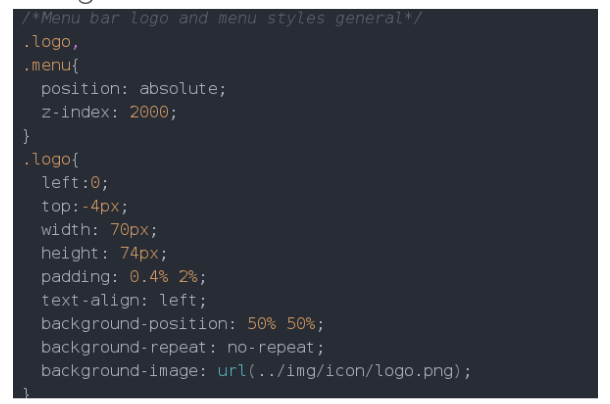 /*Menu bar logo and menu styles general*/
.logo,
.menu{
position: absolute;
z-index: 2000;
}
.logo{
left:0;
top:-4px;
width: 70px;
height: 74px;
padding: 0.4% 2%;
text-align: left;
background-position: 50% 50%;
background-repeat: no-repeat;
background-image: url(../img/icon/logo.png);
}